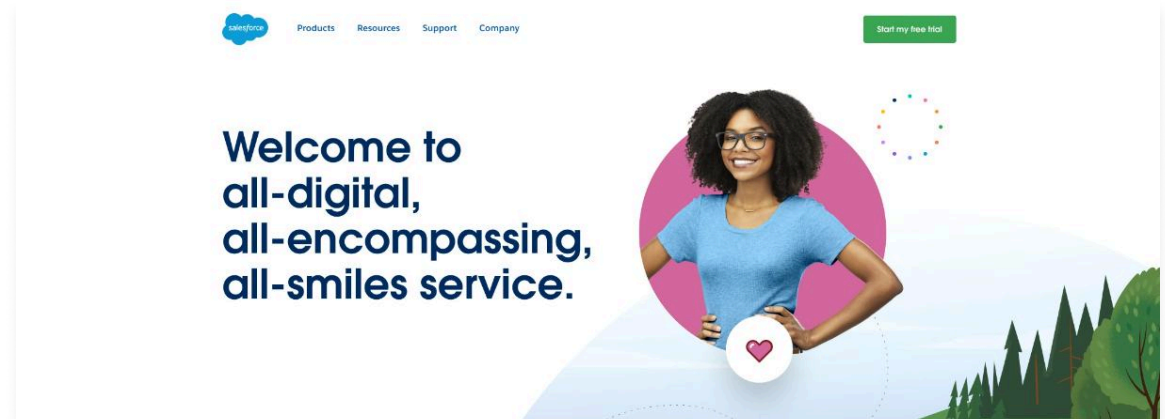 salesforce
Products
Resources
Support
Company
Start my free trial
Welcome to
all-digital,
all-encompassing,
all-smiles service.